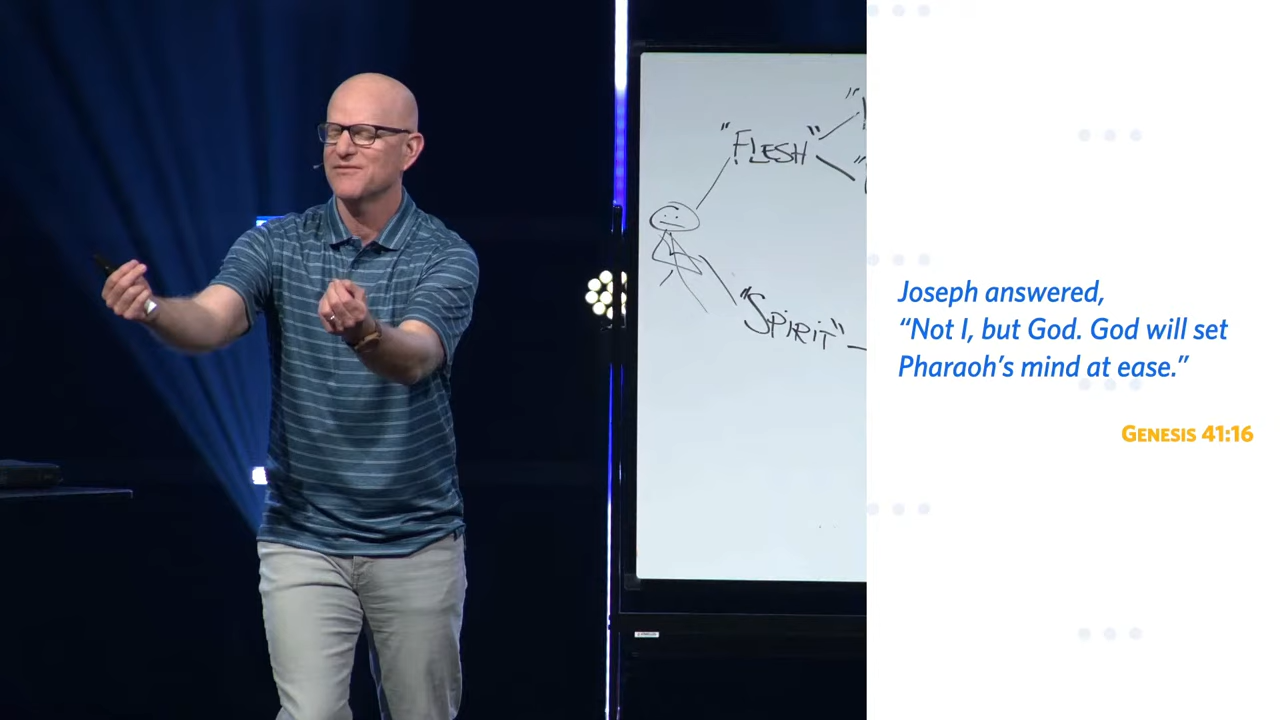 "FLESH"
"SPiRiT"
Joseph answered,
“Not I, but God. God will set
Pharaoh’s mind at ease.”
GENESIS 41:16